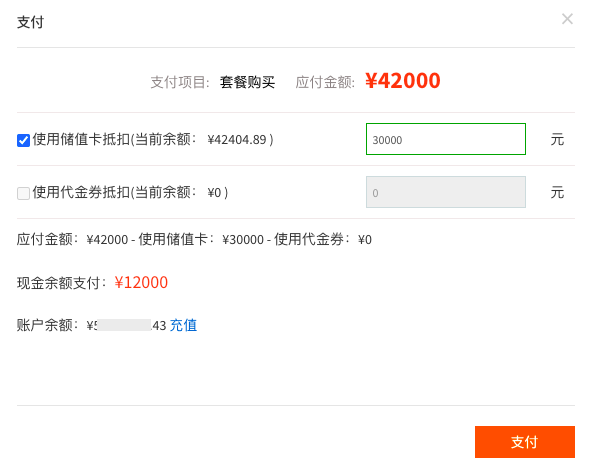 支付
支付项目: 套餐购买 应付金额: ¥42000
使用储值卡抵扣(当前余额： ¥42404.89 ) 30000 元
使用代金券抵扣(当前余额： ¥0 ) 0 元
应付金额：¥42000 - 使用储值卡：¥30000 - 使用代金券：¥0
现金余额支付：¥12000
账户余额：¥ .43 充值
支付